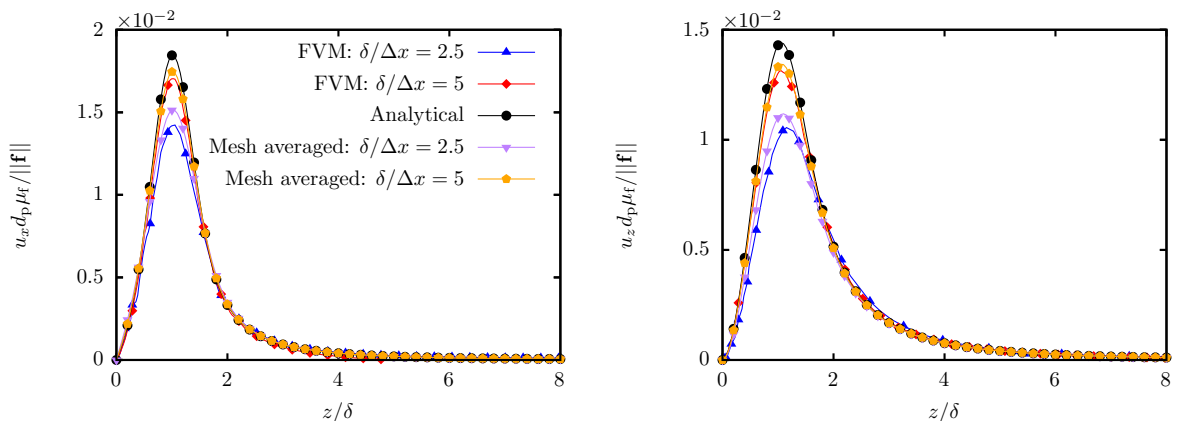 ×10⁻²
2
1.5
1
0.5
0
0 2 4 6 8
u_x d_p μ_f/||f||
z/δ
FVM: δ/Δx = 2.5
FVM: δ/Δx = 5
Analytical
Mesh averaged: δ/Δx = 2.5
Mesh averaged: δ/Δx = 5
×10⁻²
1.5
1
0.5
0
0 2 4 6 8
u_z d_p μ_f/||f||
z/δ